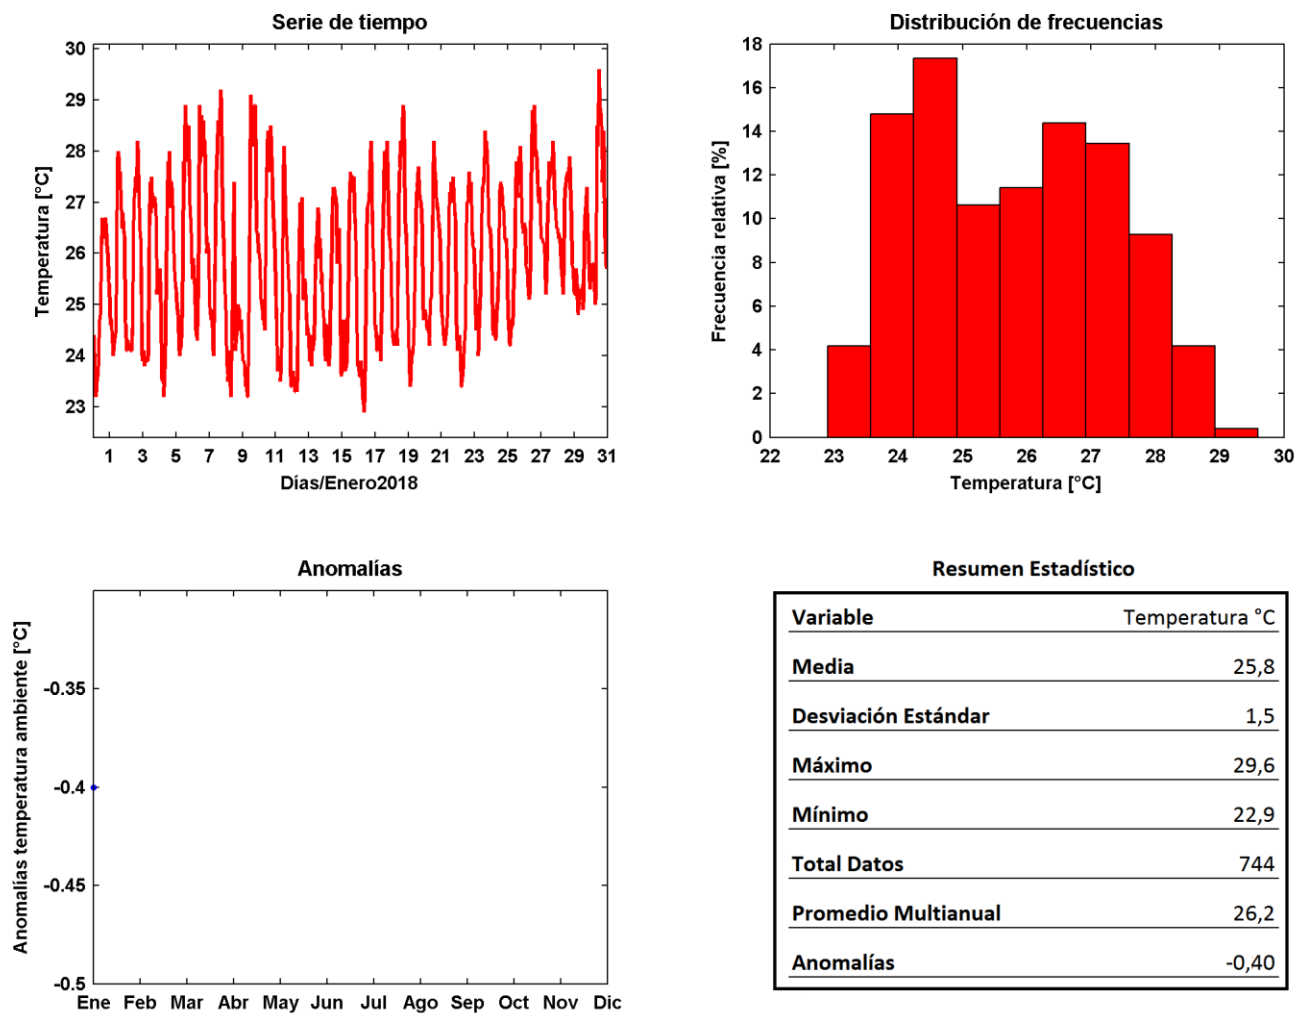 Serie de tiempo
30
29
28
27
26
25
24
23
Temperatura [°C]
1 3 5 7 9 11 13 15 17 19 21 23 25 27 29 31
Días/Enero2018
Distribución de frecuencias
18
16
14
12
10
8
6
4
2
0
Frecuencia relativa [%]
22 23 24 25 26 27 28 29 30
Temperatura [°C]
Anomalías
-0.35
-0.4
-0.45
-0.5
Anomalías temperatura ambiente [°C]
Ene Feb Mar Abr May Jun Jul Ago Sep Oct Nov Dic
Resumen Estadístico
Variable Temperatura °C
Media 25,8
Desviación Estándar 1,5
Máximo 29,6
Mínimo 22,9
Total Datos 744
Promedio Multianual 26,2
Anomalías -0,40